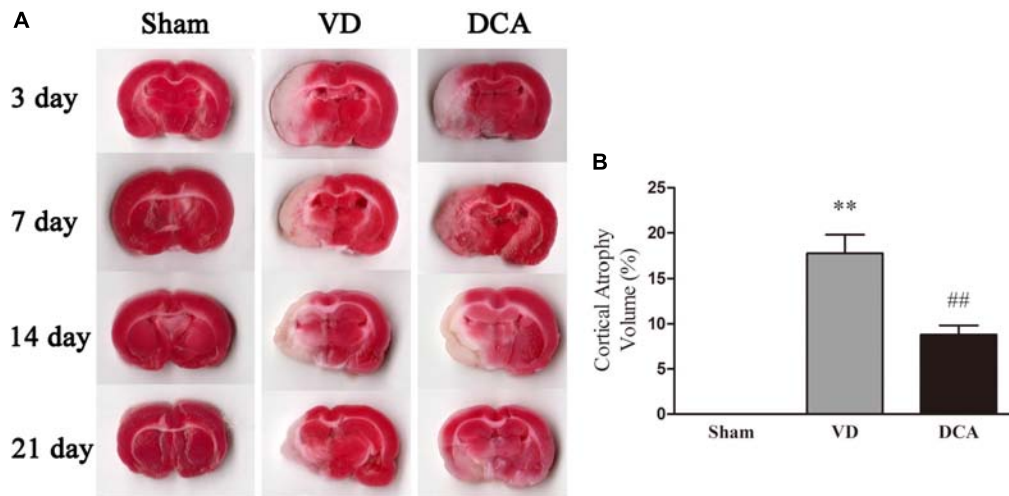 A
Sham VD DCA
3 day
7 day
14 day
21 day
B
Cortical Atrophy
Volume (%)
25
20
15
10
5
0
**
##
Sham VD DCA